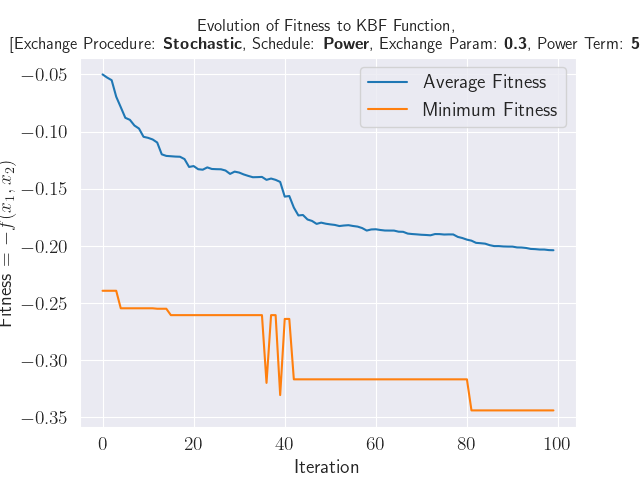 Evolution of Fitness to KBF Function,
[Exchange Procedure: Stochastic, Schedule: Power, Exchange Param: 0.3, Power Term: 5
Average Fitness
Minimum Fitness
Fitness = −f(x₁, x₂)
−0.05
−0.10
−0.15
−0.20
−0.25
−0.30
−0.35
0 20 40 60 80 100
Iteration